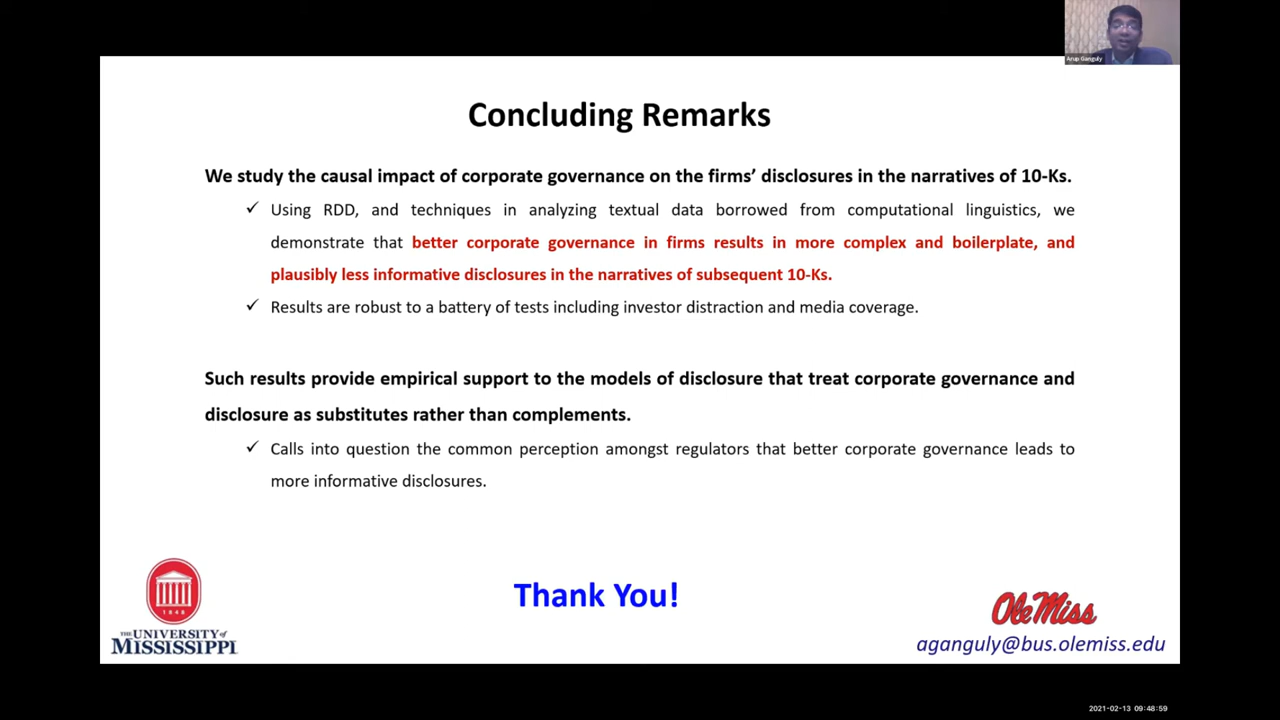 Arup Ganguly
Concluding Remarks
We study the causal impact of corporate governance on the firms’ disclosures in the narratives of 10-Ks.
✓ Using RDD, and techniques in analyzing textual data borrowed from computational linguistics, we
demonstrate that better corporate governance in firms results in more complex and boilerplate, and
plausibly less informative disclosures in the narratives of subsequent 10-Ks.
✓ Results are robust to a battery of tests including investor distraction and media coverage.
Such results provide empirical support to the models of disclosure that treat corporate governance and
disclosure as substitutes rather than complements.
✓ Calls into question the common perception amongst regulators that better corporate governance leads to
more informative disclosures.
1848
THE UNIVERSITY of
MISSISSIPPI
Thank You!
Ole Miss
aganguly@bus.olemiss.edu
2021-02-13 09:48:59